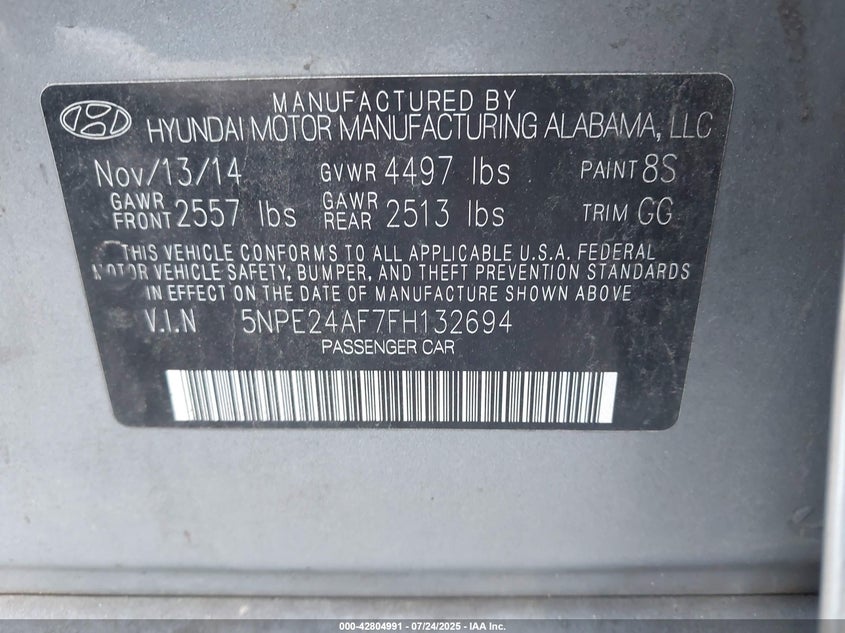 MANUFACTURED BY
HYUNDAI MOTOR MANUFACTURING ALABAMA, LLC
Nov/13/14 GVWR 4497 lbs PAINT 8S
GAWR FRONT 2557 lbs GAWR REAR 2513 lbs TRIM GG
THIS VEHICLE CONFORMS TO ALL APPLICABLE U.S.A. FEDERAL
MOTOR VEHICLE SAFETY, BUMPER, AND THEFT PREVENTION STANDARDS
IN EFFECT ON THE DATE OF MANUFACTURE SHOWN ABOVE
V.I.N 5NPE24AF7FH132694
PASSENGER CAR
000-42804991 - 07/24/2025 - IAA Inc.